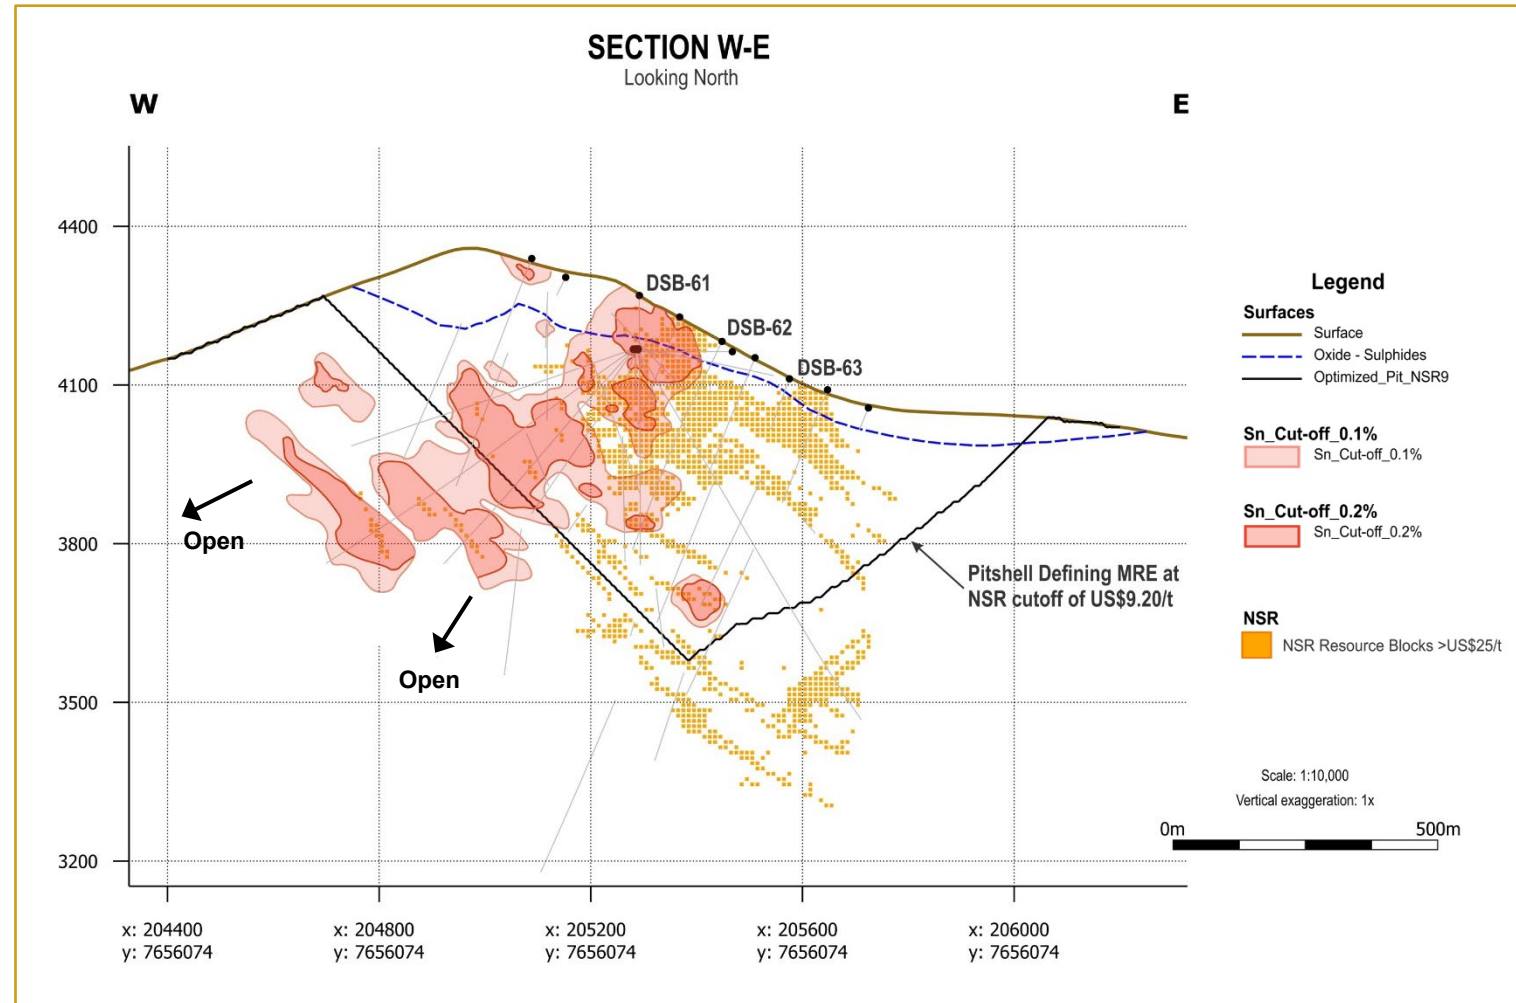 SECTION W-E
Looking North
W
E
4400
4100
3800
3500
3200
DSB-61
DSB-62
DSB-63
Open
Open
Pitshell Defining MRE at
NSR cutoff of US$9.20/t
x: 204400
y: 7656074
x: 204800
y: 7656074
x: 205200
y: 7656074
x: 205600
y: 7656074
x: 206000
y: 7656074
Legend
Surfaces
Surface
Oxide - Sulphides
Optimized_Pit_NSR9
Sn_Cut-off_0.1%
Sn_Cut-off_0.1%
Sn_Cut-off_0.2%
Sn_Cut-off_0.2%
NSR
NSR Resource Blocks >US$25/t
Scale: 1:10,000
Vertical exaggeration: 1x
0m
500m